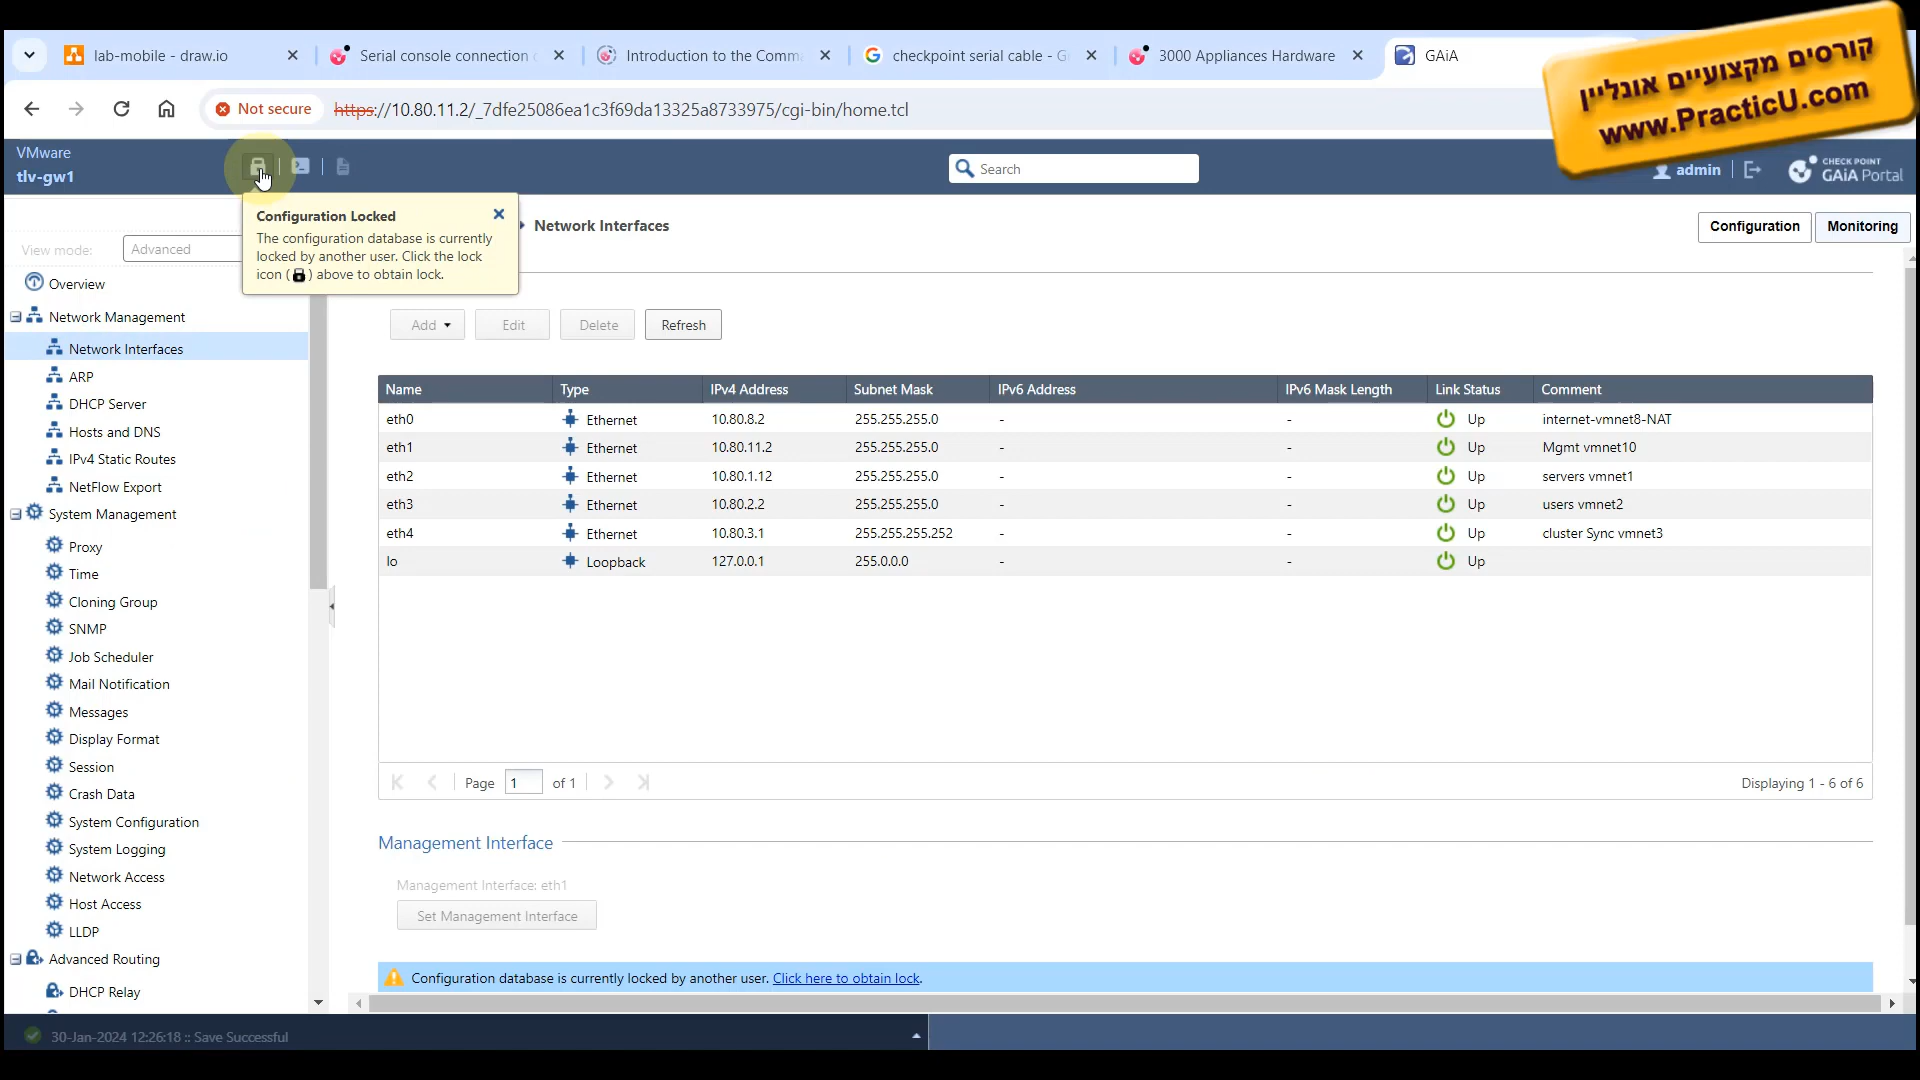 lab-mobile - draw.io
Serial console connection
Introduction to the Comma
checkpoint serial cable - G
3000 Appliances Hardware
GAiA
קורסים מקצועיים אונליין
www.PracticU.com
Not secure
https://10.80.11.2/_7dfe25086ea1c3f69da13325a8733975/cgi-bin/home.tcl
VMware
tlv-gw1
Search
admin
CHECK POINT
GAiA Portal
Configuration Locked
The configuration database is currently
locked by another user. Click the lock
icon ( ) above to obtain lock.
Network Interfaces
Configuration
Monitoring
View mode:
Advanced
Overview
Network Management
Network Interfaces
ARP
DHCP Server
Hosts and DNS
IPv4 Static Routes
NetFlow Export
System Management
Proxy
Time
Cloning Group
SNMP
Job Scheduler
Mail Notification
Messages
Display Format
Session
Crash Data
System Configuration
System Logging
Network Access
Host Access
LLDP
Advanced Routing
DHCP Relay
Add
Edit
Delete
Refresh
Name Type IPv4 Address Subnet Mask IPv6 Address IPv6 Mask Length Link Status Comment
eth0 Ethernet 10.80.8.2 255.255.255.0 - - Up internet-vmnet8-NAT
eth1 Ethernet 10.80.11.2 255.255.255.0 - - Up Mgmt vmnet10
eth2 Ethernet 10.80.1.12 255.255.255.0 - - Up servers vmnet1
eth3 Ethernet 10.80.2.2 255.255.255.0 - - Up users vmnet2
eth4 Ethernet 10.80.3.1 255.255.255.252 - - Up cluster Sync vmnet3
lo Loopback 127.0.0.1 255.0.0.0 - - Up
Page 1 of 1
Displaying 1 - 6 of 6
Management Interface
Management Interface: eth1
Set Management Interface
Configuration database is currently locked by another user. Click here to obtain lock.
30-Jan-2024 12:26:18 :: Save Successful